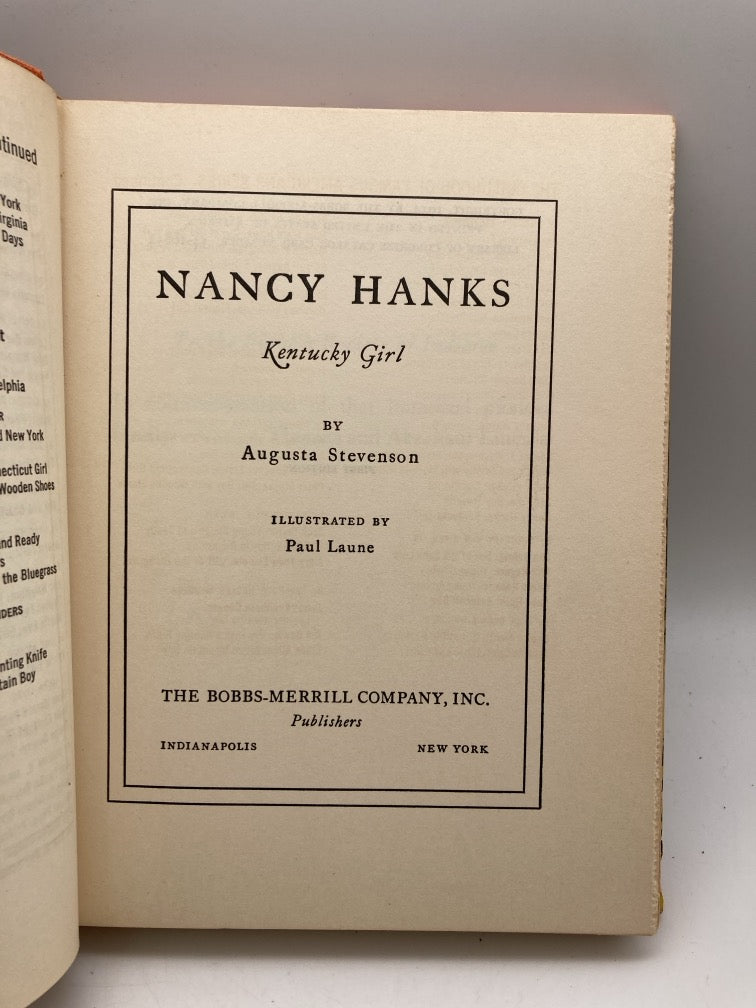 tinued
York
irginia
Days
t
elphia
R
d New York
necticut Girl
Wooden Shoes
and Ready
s
the Bluegrass
DERS
nting Knife
tain Boy
NANCY HANKS
Kentucky Girl
BY
Augusta Stevenson
ILLUSTRATED BY
Paul Laune
THE BOBBS-MERRILL COMPANY, INC.
Publishers
INDIANAPOLIS NEW YORK